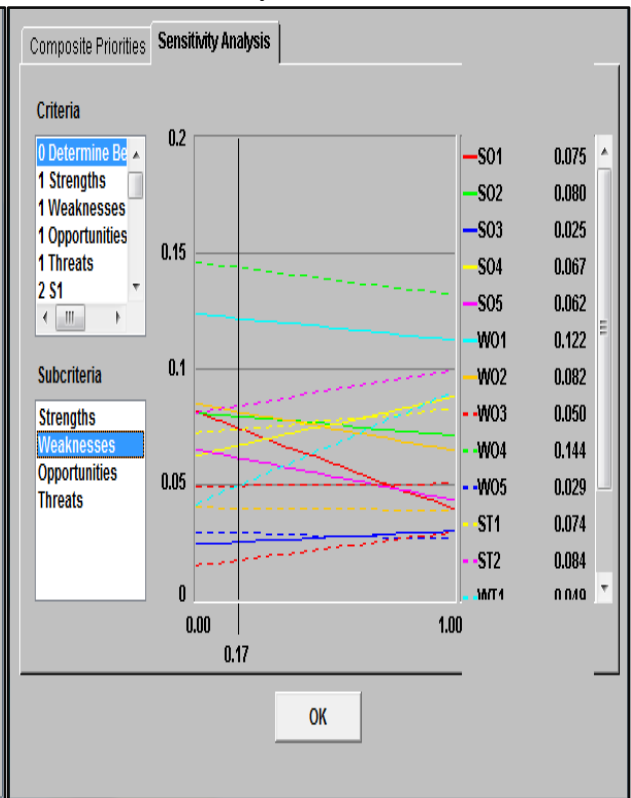 Composite Priorities Sensitivity Analysis
Criteria
0 Determine Be
1 Strengths
1 Weaknesses
1 Opportunities
1 Threats
2 S1
Subcriteria
Strengths
Weaknesses
Opportunities
Threats
0.2
0.15
0.1
0.05
0
0.00 1.00
0.17
SO1 0.075
SO2 0.080
SO3 0.025
SO4 0.067
SO5 0.062
WO1 0.122
WO2 0.082
WO3 0.050
WO4 0.144
WO5 0.029
ST1 0.074
ST2 0.084
WT1 0.049
OK